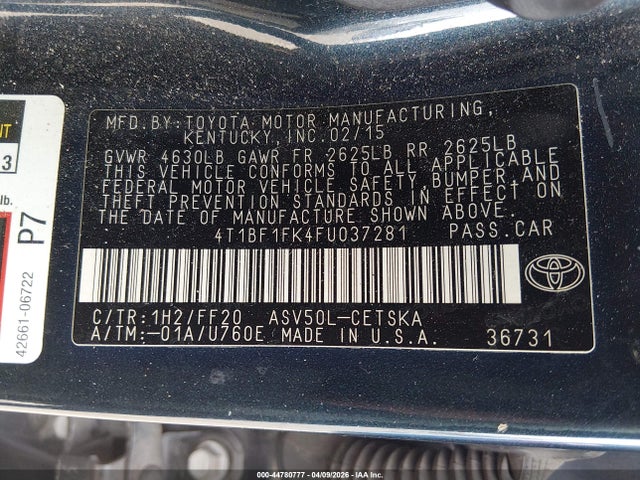 MFD.BY:TOYOTA MOTOR MANUFACTURING,
KENTUCKY,INC.02/15
GVWR 4630LB GAWR FR 2625LB RR 2625LB
THIS VEHICLE CONFORMS TO ALL APPLICABLE
FEDERAL MOTOR VEHICLE SAFETY,BUMPER,AND
THEFT PREVENTION STANDARDS IN EFFECT ON
THE DATE OF MANUFACTURE SHOWN ABOVE.
4T1BF1FK4FU037281 PASS.CAR
C/TR:1H2/FF20 ASV50L-CETSKA
A/TM:-01A/U760E MADE IN U.S.A. 36731
3
lb.
P7
42661-06722
000-44780777 - 04/09/2026 - IAA Inc.